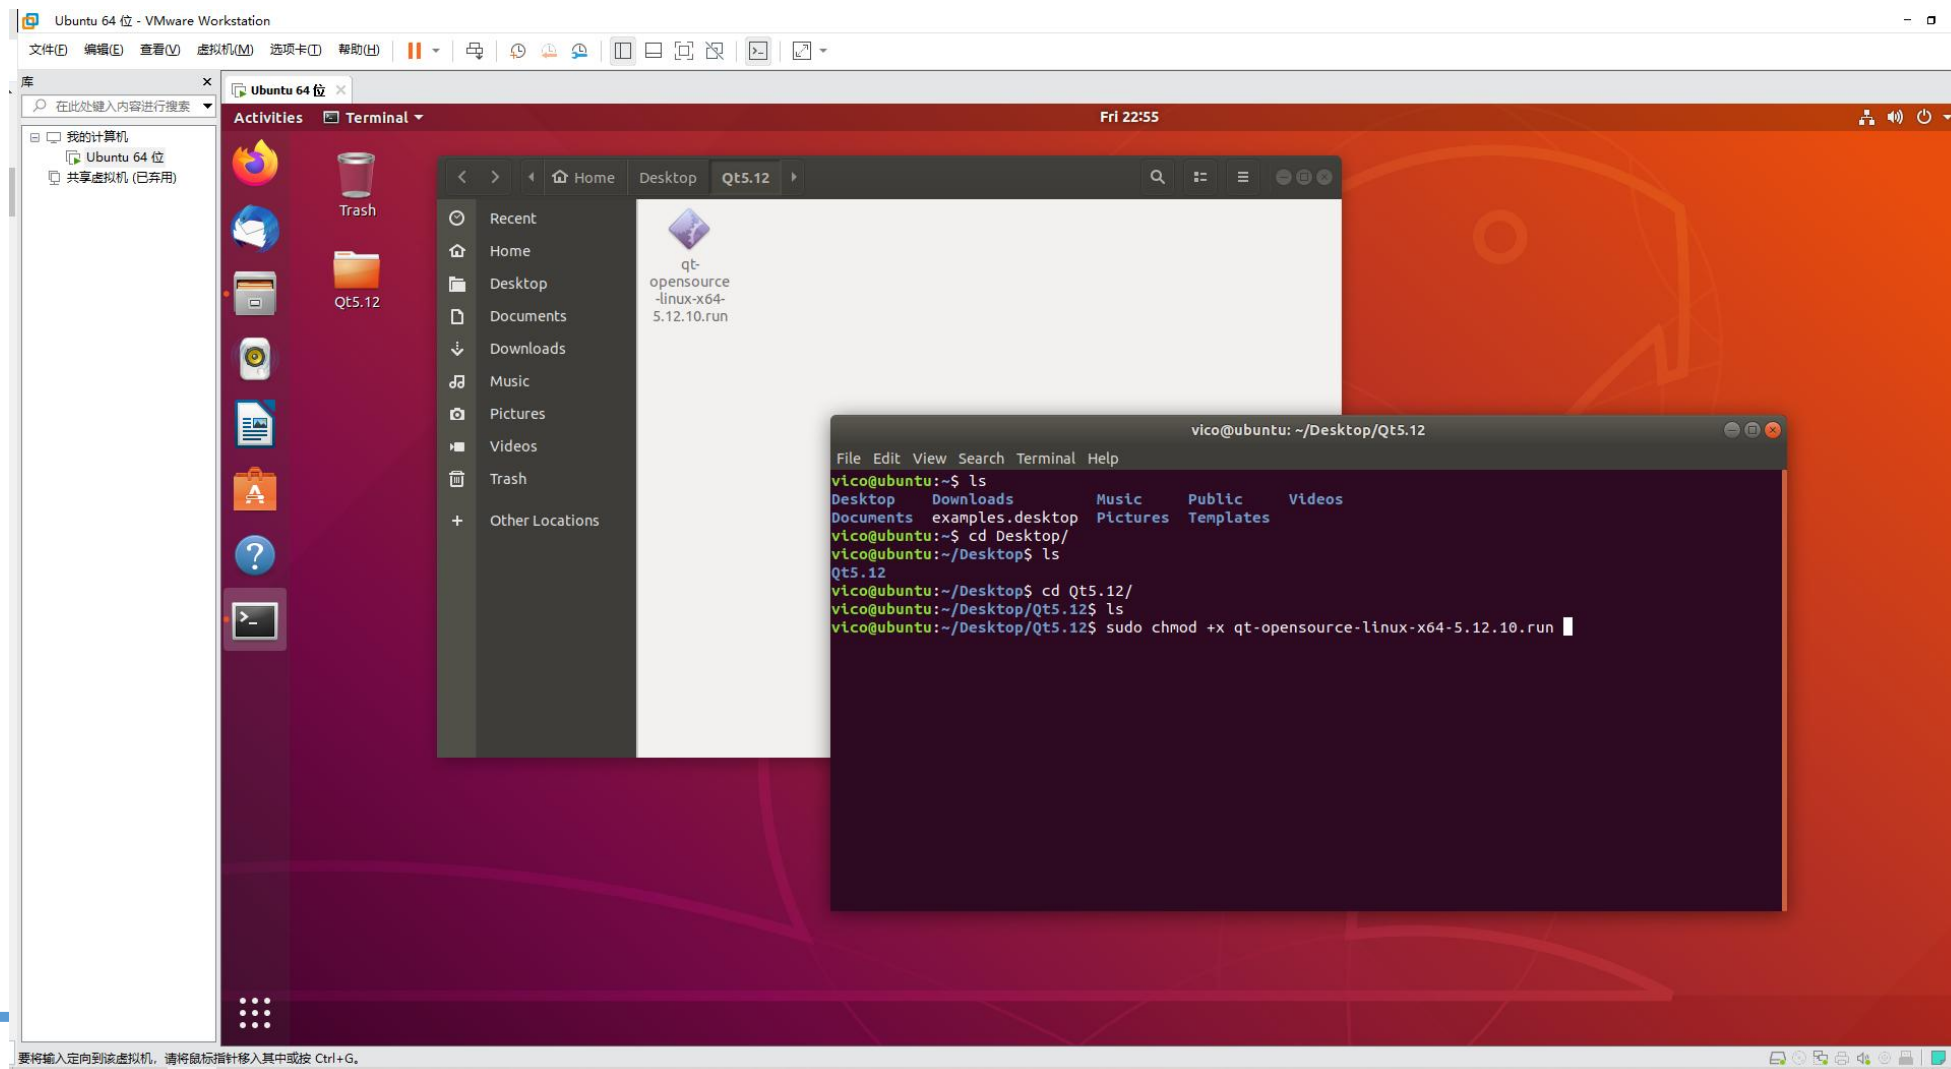 Ubuntu 64 位 - VMware Workstation
文件(F) 编辑(E) 查看(V) 虚拟机(M) 选项卡(T) 帮助(H)
库
在此处键入内容进行搜索
我的计算机
Ubuntu 64 位
共享虚拟机 (已弃用)
Ubuntu 64 位
Activities Terminal Fri 22:55
Trash
Qt5.12
Home Desktop Qt5.12
Recent
Home
Desktop
Documents
Downloads
Music
Pictures
Videos
Trash
Other Locations
qt-
opensource
-linux-x64-
5.12.10.run
vico@ubuntu: ~/Desktop/Qt5.12
File Edit View Search Terminal Help
vico@ubuntu:~$ ls
Desktop Downloads Music Public Videos
Documents examples.desktop Pictures Templates
vico@ubuntu:~$ cd Desktop/
vico@ubuntu:~/Desktop$ ls
Qt5.12
vico@ubuntu:~/Desktop$ cd Qt5.12/
vico@ubuntu:~/Desktop/Qt5.12$ ls
vico@ubuntu:~/Desktop/Qt5.12$ sudo chmod +x qt-opensource-linux-x64-5.12.10.run
要将输入定向到该虚拟机，请将鼠标指针移入其中或按 Ctrl+G。